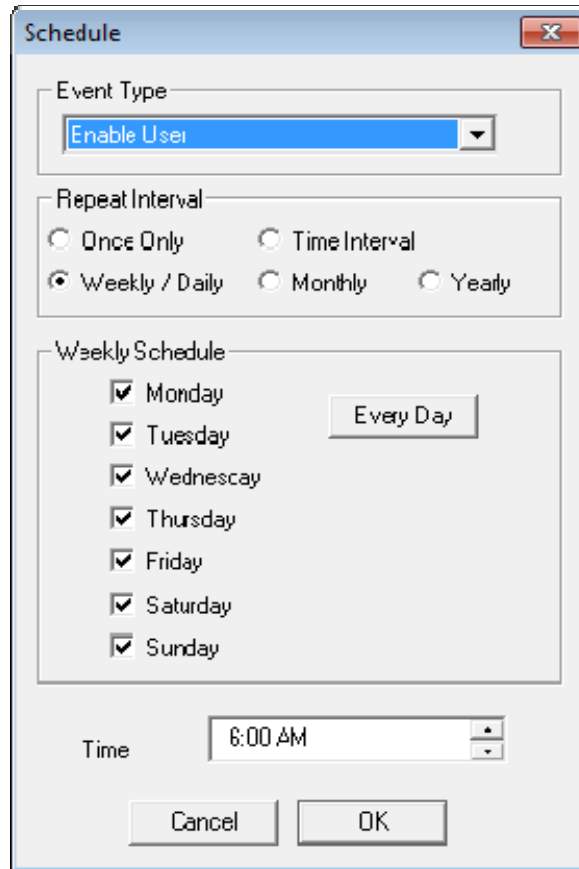 Schedule
Event Type
Enable User
Repeat Interval
Once Only Time Interval
Weekly / Daily Monthly Yearly
Weekly Schedule
Monday
Every Day
Tuesday
Wednescay
Thursday
Friday
Saturday
Sunday
Time 6:00 AM
Cancel OK